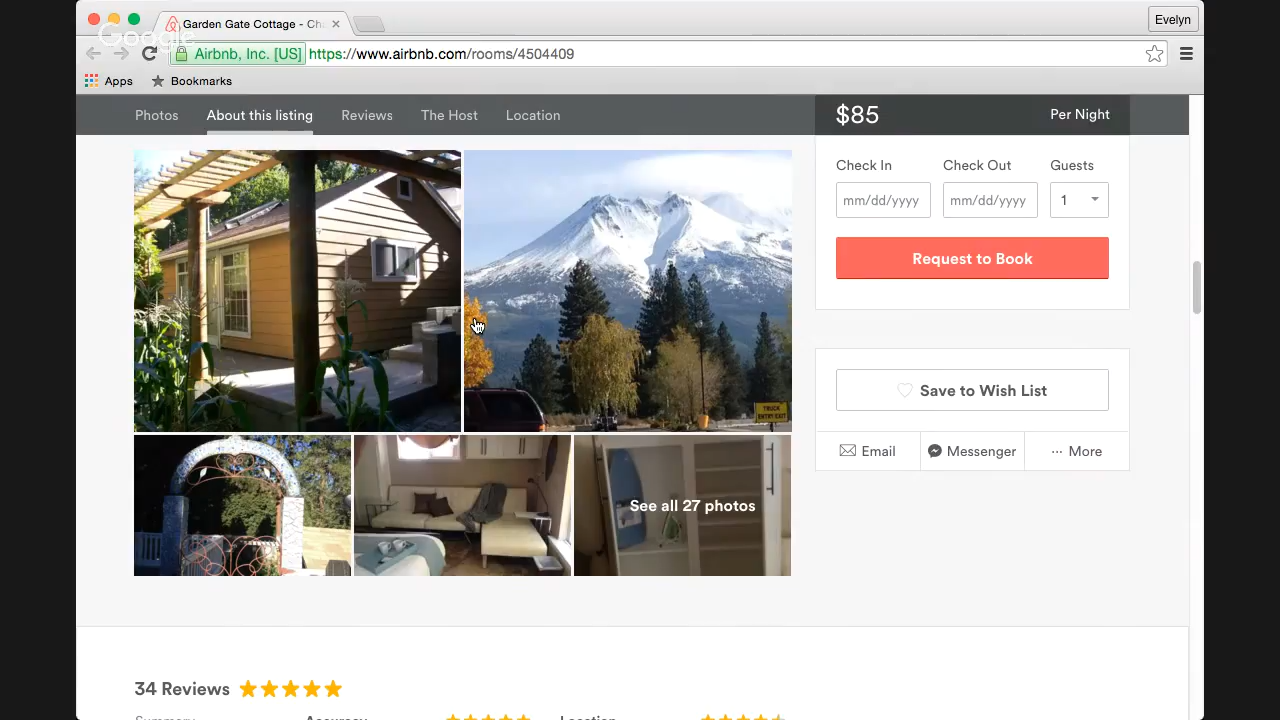 Garden Gate Cottage - Ch
Evelyn
Google
Airbnb, Inc. [US] https://www.airbnb.com/rooms/4504409
Apps Bookmarks
Photos About this listing Reviews The Host Location
$85 Per Night
Check In Check Out Guests
mm/dd/yyyy mm/dd/yyyy 1
Request to Book
TRUCK
ENTRY EXIT
Save to Wish List
Email Messenger ··· More
See all 27 photos
34 Reviews
Summary Accuracy Location